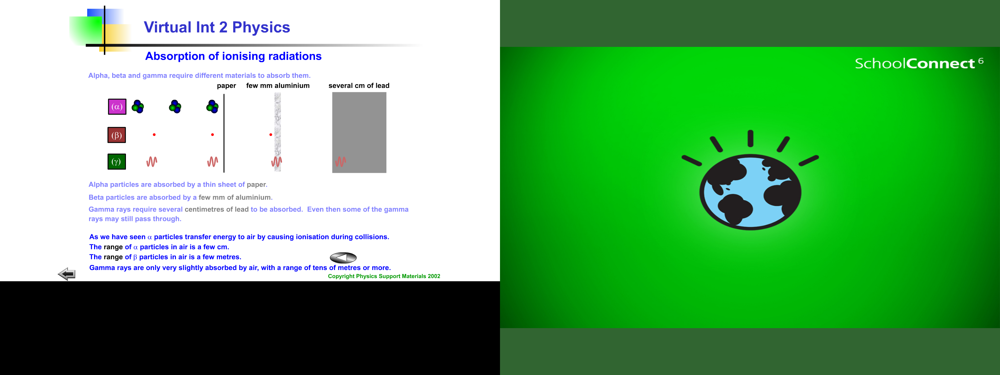 Virtual Int 2 Physics
Absorption of ionising radiations
Alpha, beta and gamma require different materials to absorb them.
paper few mm aluminium several cm of lead
(α)
(β)
(γ)
Alpha particles are absorbed by a thin sheet of paper.
Beta particles are absorbed by a few mm of aluminium.
Gamma rays require several centimetres of lead to be absorbed.  Even then some of the gamma
rays may still pass through.
As we have seen α particles transfer energy to air by causing ionisation during collisions.
The range of α particles in air is a few cm.
The range of β particles in air is a few metres.
Gamma rays are only very slightly absorbed by air, with a range of tens of metres or more.
Copyright Physics Support Materials 2002
SchoolConnect 6